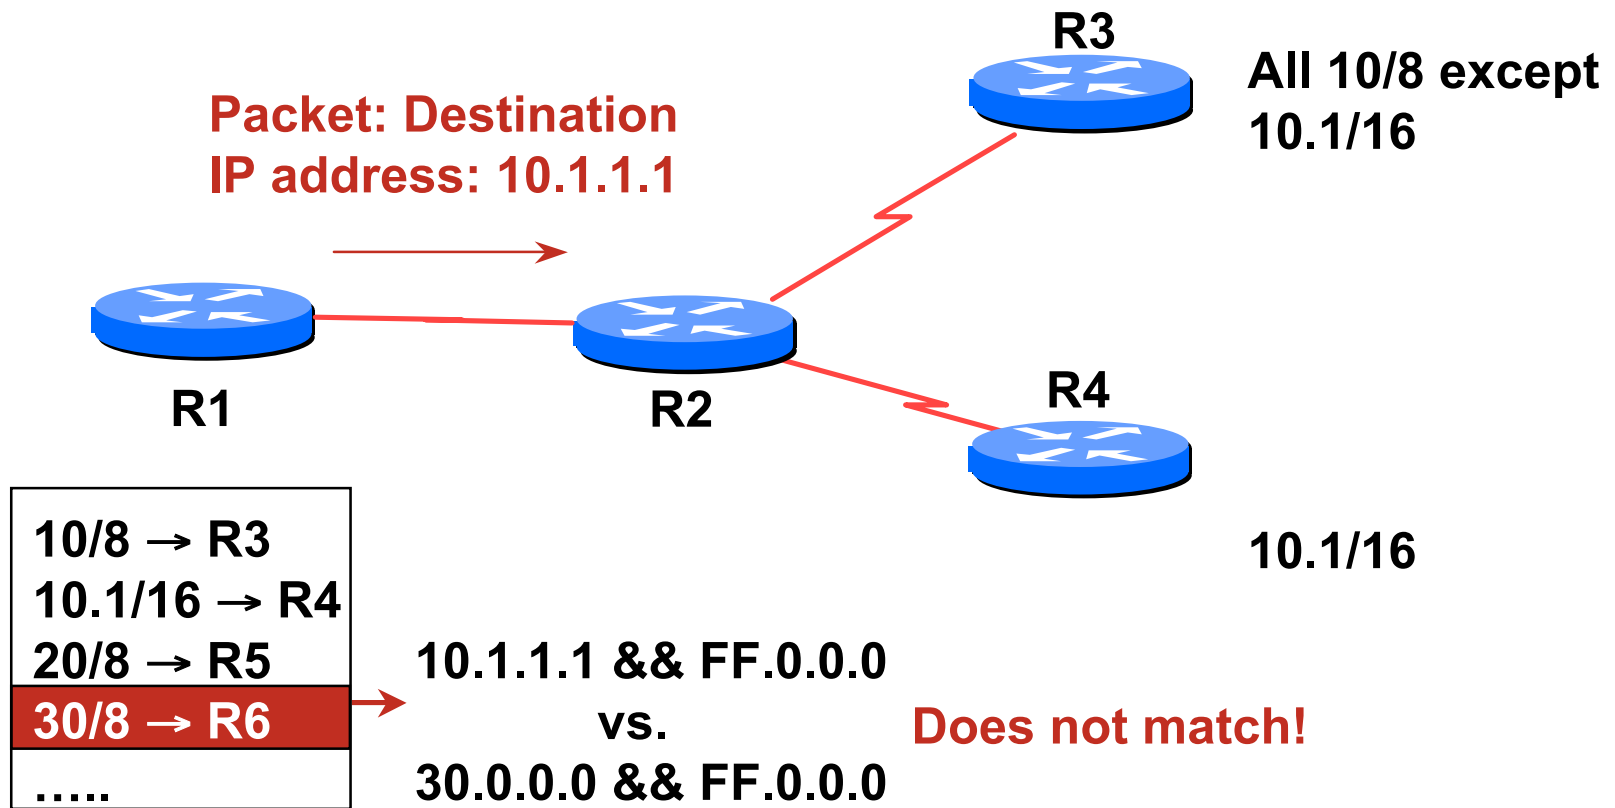 R3
All 10/8 except
10.1/16
Packet: Destination
IP address: 10.1.1.1
R1
R2
R4
10.1/16
10/8 → R3
10.1/16 → R4
20/8 → R5
30/8 → R6
.....
10.1.1.1 && FF.0.0.0
vs.
30.0.0.0 && FF.0.0.0
Does not match!